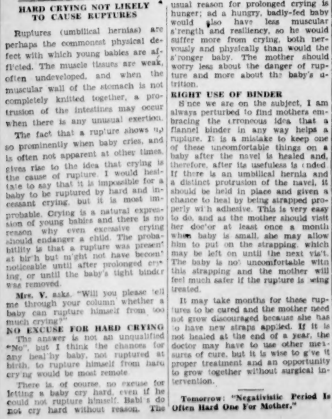 HARD CRYING NOT LIKELY
TO CAUSE RUPTURES
Ruptures (umbilical hernias) are
perhaps the commonest physical de-
fect with which young babies are af-
flicted. The muscle tissues are weak,
often undeveloped, and when the
muscular wall of the stomach is not
completely knitted together, a pro-
trusion of the intestines may occur
when there is any unusual exertion.
The fact that a rupture shows up
so prominently when baby cries, and
is often not apparent at other times,
gives rise to the idea that crying is
the cause of rupture. I would hesi-
tate to say that it is impossible for a
baby to be ruptured by hard and in-
cessant crying, but it is most im-
probable. Crying is a natural expres-
sion of young babies and there is no
reason why even excessive crying
should endanger a child. The proba-
bility is that a rupture was present
at birth but might not have been
noticeable until after prolonged cry-
ing, or until the baby's tight binder
was removed.
Mrs. V. asks. "Will you please tell
me through your column whether a
baby can rupture himself from too
much crying?"
NO EXCUSE FOR HARD CRYING
The answer is not an unqualified
"No", but I think the chances for
any healthy baby, not ruptured at
birth, to rupture himself from hard
crying would be most remote.
There is, of course, no excuse for
letting a baby cry hard, even if he
could not rupture himself. Babies do
not cry hard without reason. The
usual reason for prolonged crying is
hunger; and a hungry, badly-fed baby
would also have less muscular
strength and resiliency, so he would
suffer more from crying, both ner-
vously and physically than would the
stronger baby. The mother should
worry less about the danger of rup-
ture and more about the baby's
nutrition.
RIGHT USE OF BINDER
Since we are on the subject, I am
always perturbed to find mothers em-
bracing the erroneous idea that a
flannel binder in any way helps a
rupture. It is a mistake to keep one
of these uncomfortable things on a
baby after the navel is healed and,
therefore, after its usefulness is ended.
If there is an umbilical hernia and
a distinct protrusion of the navel, it
should be held in place and given a
chance to heal by being strapped pro-
perly with adhesive. This is very easy
to do, and as the mother should visit
her doctor at least once a month
when baby is small, she may allow
him to put on the strapping, which
may be left on until the next visit.
The baby is not uncomfortable with
this strapping and the mother will
feel much safer if the rupture is being
treated.
It may take months for these rup-
tures to be cured and the mother need
not grow discouraged because she has
to have new straps applied. If it is
not healed at the end of a year, the
doctor may have to use other mea-
sures of cure, but it is wise to give it
proper treatment and an opportunity
to grow together without surgical in-
tervention.
Tomorrow: "Negativistic Period Is
Often Hard One For Mother."